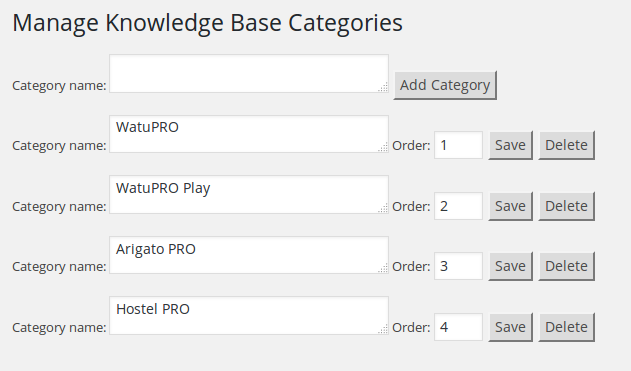 Manage Knowledge Base Categories
Category name: Add Category
Category name: WatuPRO Order: 1 Save Delete
Category name: WatuPRO Play Order: 2 Save Delete
Category name: Arigato PRO Order: 3 Save Delete
Category name: Hostel PRO Order: 4 Save Delete